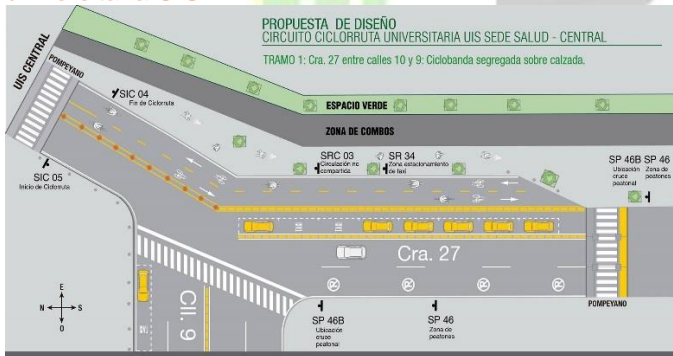 PROPUESTA DE DISEÑO
CIRCUITO CICLORRUTA UNIVERSITARIA UIS SEDE SALUD - CENTRAL
TRAMO 1: Cra. 27 entre calles 10 y 9: Ciclobanda segregada sobre calzada.
UIS CENTRAL
POMPEYANO
SIC 04
Fin de Ciclorruta
ESPACIO VERDE
ZONA DE COMBOS
SIC 05
Inicio de Ciclorruta
SRC 03
Circulación no
compartida
SR 34
Zona estacionamiento
de taxi
SP 46B
Ubicación
cruce
peatonal
SP 46
Zona de
peatones
Cra. 27
Cll. 9
E
N
S
O
SP 46B
Ubicación
cruce
peatonal
SP 46
Zona de
peatones
POMPEYANO